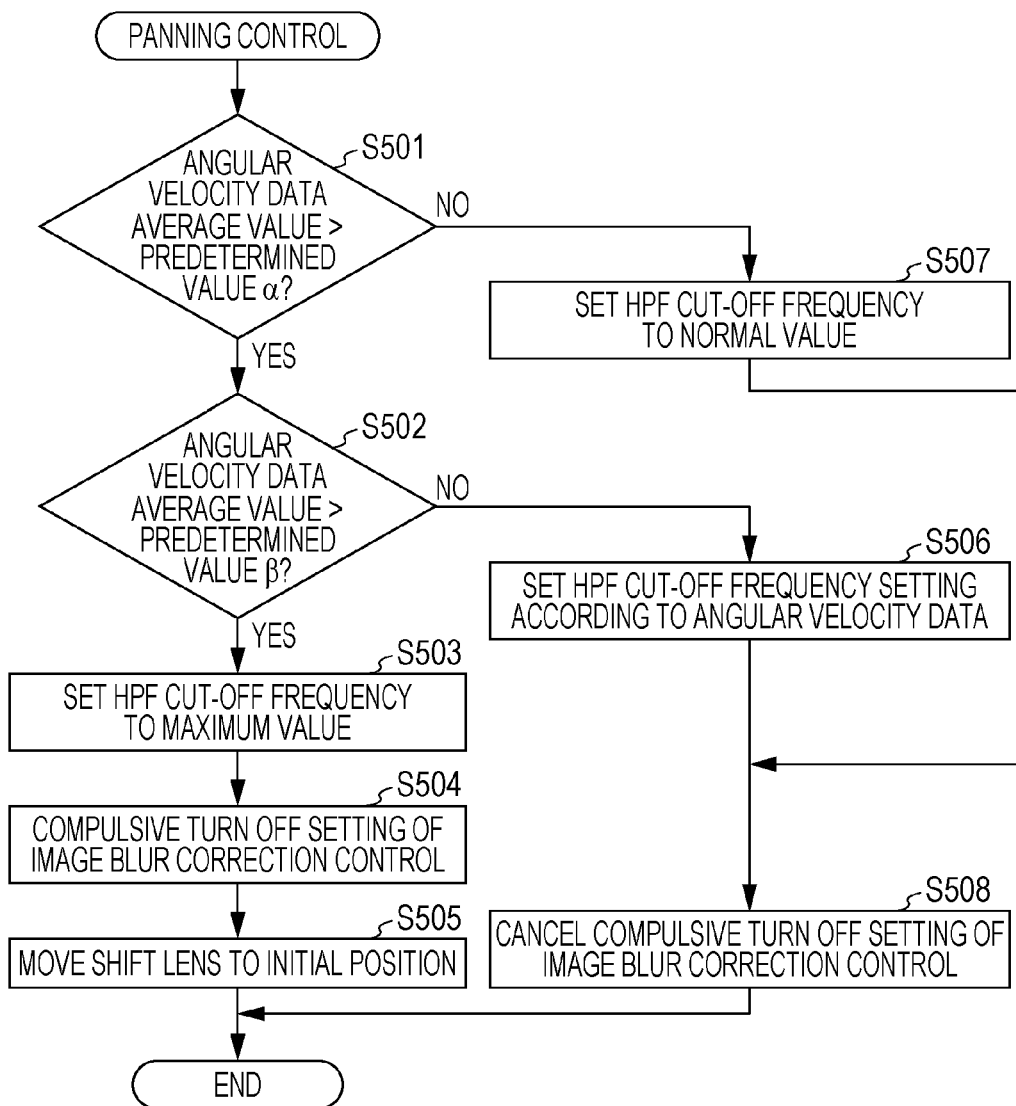 PANNING CONTROL
S501
ANGULAR
VELOCITY DATA
AVERAGE VALUE >
PREDETERMINED
VALUE α?
NO
YES
S507
SET HPF CUT-OFF FREQUENCY
TO NORMAL VALUE
S502
ANGULAR
VELOCITY DATA
AVERAGE VALUE >
PREDETERMINED
VALUE β?
NO
YES
S506
SET HPF CUT-OFF FREQUENCY SETTING
ACCORDING TO ANGULAR VELOCITY DATA
S503
SET HPF CUT-OFF FREQUENCY
TO MAXIMUM VALUE
S504
COMPULSIVE TURN OFF SETTING OF
IMAGE BLUR CORRECTION CONTROL
S505
MOVE SHIFT LENS TO INITIAL POSITION
S508
CANCEL COMPULSIVE TURN OFF SETTING OF
IMAGE BLUR CORRECTION CONTROL
END